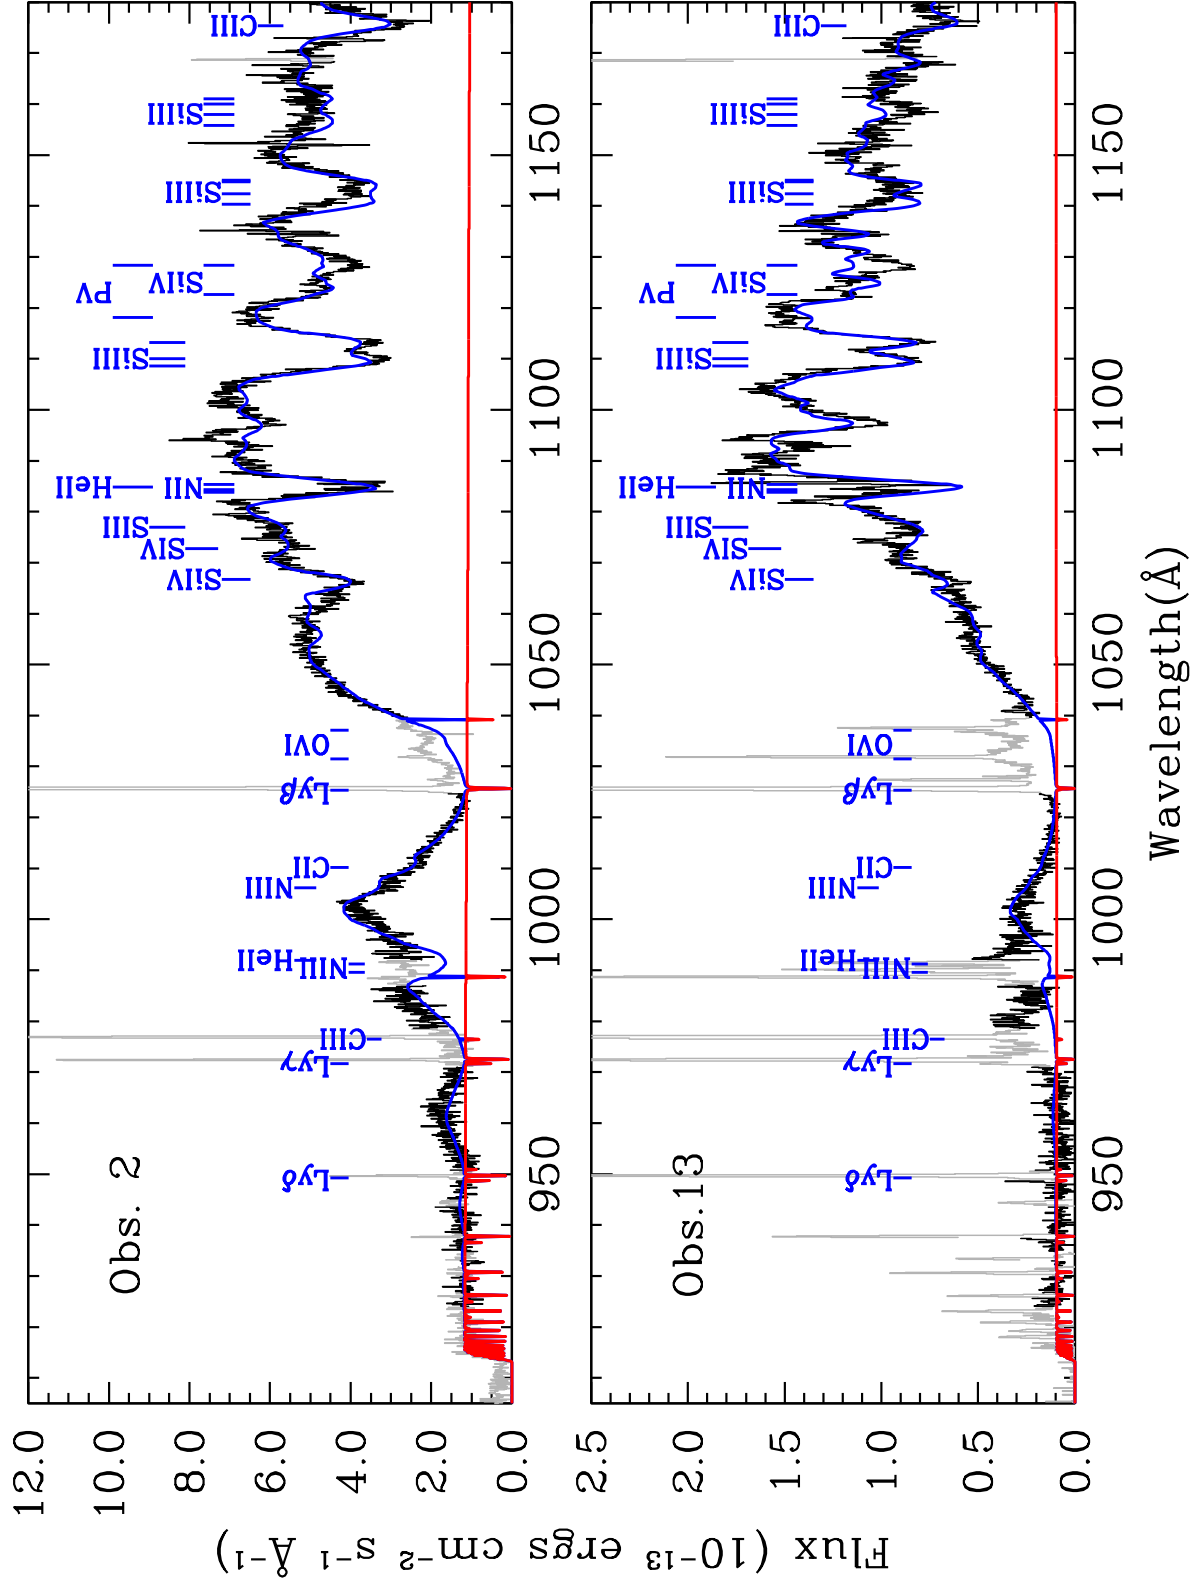 Flux (10⁻¹³ ergs cm⁻² s⁻¹ Å⁻¹)
12.0
10.0
8.0
6.0
4.0
2.0
0.0
Obs. 2
Lyδ
Lyγ
CIII
NIII
HeII
NIII
CII
Lyβ
OVI
SiIV
SIV
SIII
HeII
NII
SiIII
PV
SiIV
SiIII
SiIII
CIII
950
1000
1050
1100
1150
2.5
2.0
1.5
1.0
0.5
0.0
Obs.13
Lyδ
Lyγ
CIII
NIII
HeII
NIII
CII
Lyβ
OVI
SiIV
SIV
SIII
HeII
NII
SiIII
PV
SiIV
SiIII
SiIII
CIII
950
1000
1050
1100
1150
Wavelength(Å)